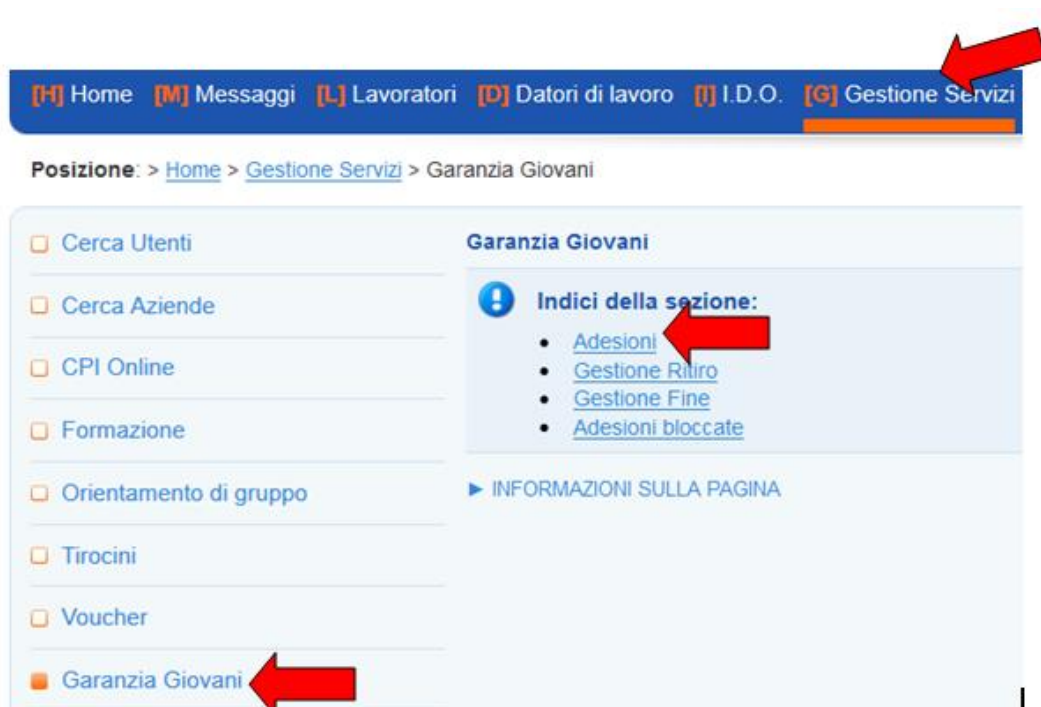 [H] Home [M] Messaggi [L] Lavoratori [D] Datori di lavoro [I] I.D.O. [G] Gestione Servizi
Posizione: > Home > Gestione Servizi > Garanzia Giovani
Cerca Utenti
Cerca Aziende
CPI Online
Formazione
Orientamento di gruppo
Tirocini
Voucher
Garanzia Giovani
Garanzia Giovani
Indici della sezione:
Adesioni
Gestione Ritiro
Gestione Fine
Adesioni bloccate
► INFORMAZIONI SULLA PAGINA